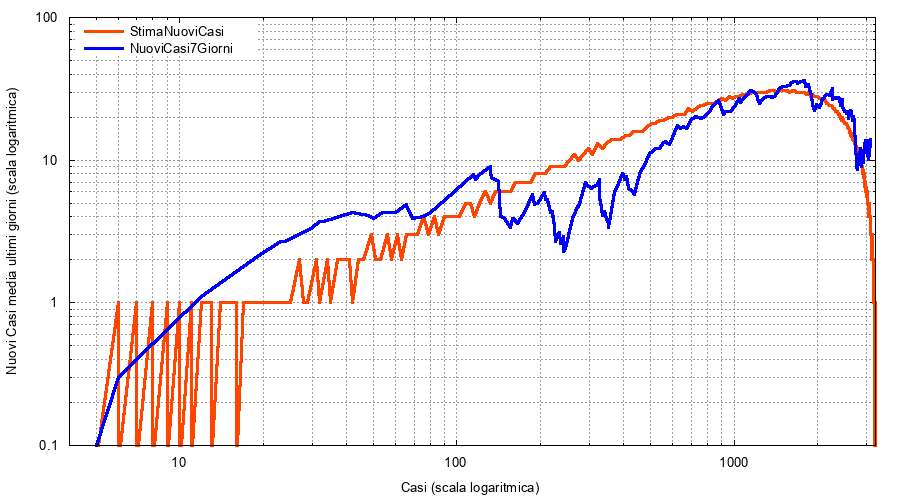 100
StimaNuoviCasi
NuoviCasi7Giorni
10
1
0.1
10
100
1000
Nuovi Casi media ultimi giorni (scala logaritmica)
Casi (scala logaritmica)